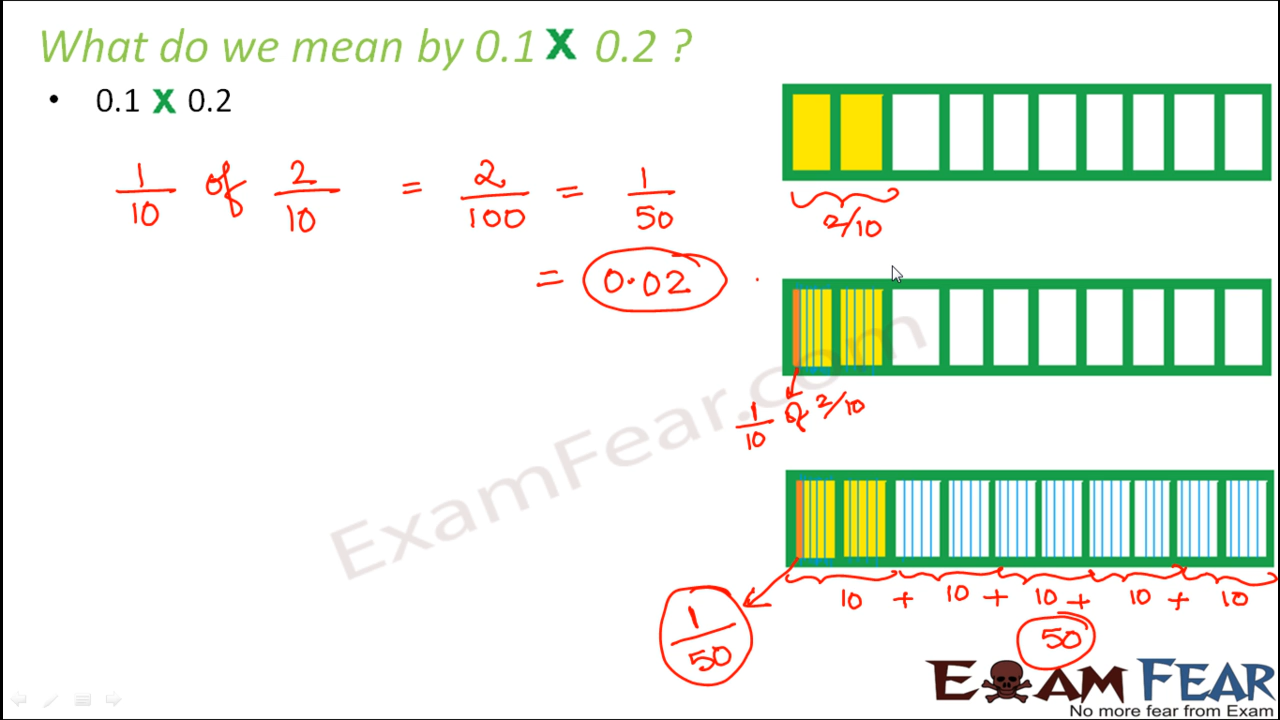 What do we mean by 0.1 X 0.2 ?
• 0.1 X 0.2
1/10 of 2/10 = 2/100 = 1/50
= 0.02
2/10
1/10 of 2/10
10 + 10 + 10 + 10 + 10
50
1/50
ExamFear.com
EXAM FEAR
No more fear from Exam